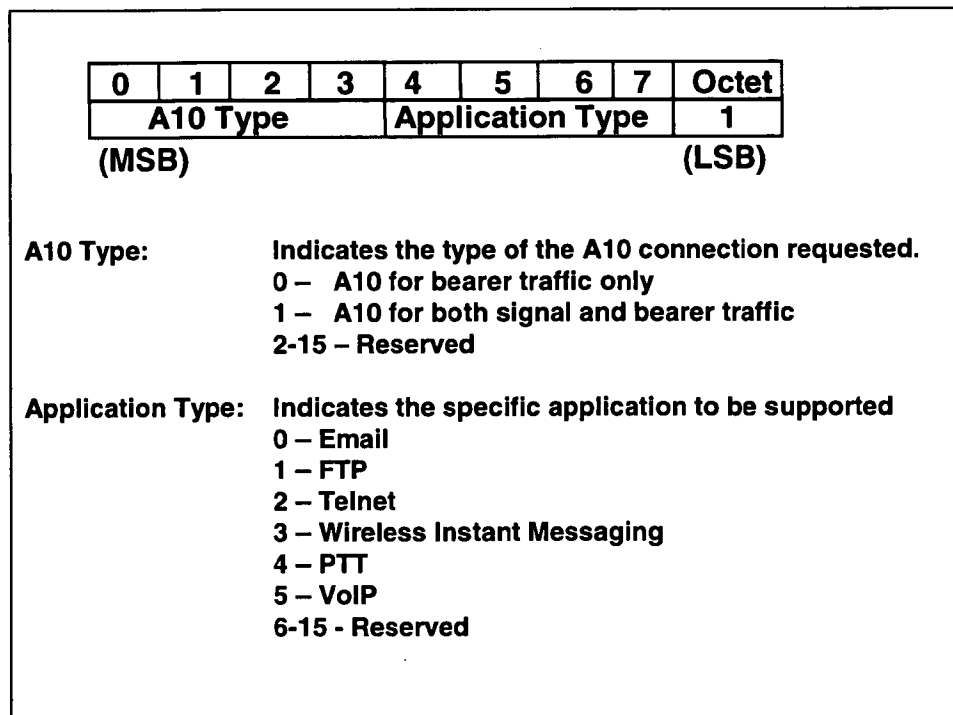 0 1 2 3 4 5 6 7 Octet
A10 Type Application Type 1
(MSB) (LSB)
A10 Type: Indicates the type of the A10 connection requested.
0 – A10 for bearer traffic only
1 – A10 for both signal and bearer traffic
2-15 – Reserved
Application Type: Indicates the specific application to be supported
0 – Email
1 – FTP
2 – Telnet
3 – Wireless Instant Messaging
4 – PTT
5 – VoIP
6-15 - Reserved